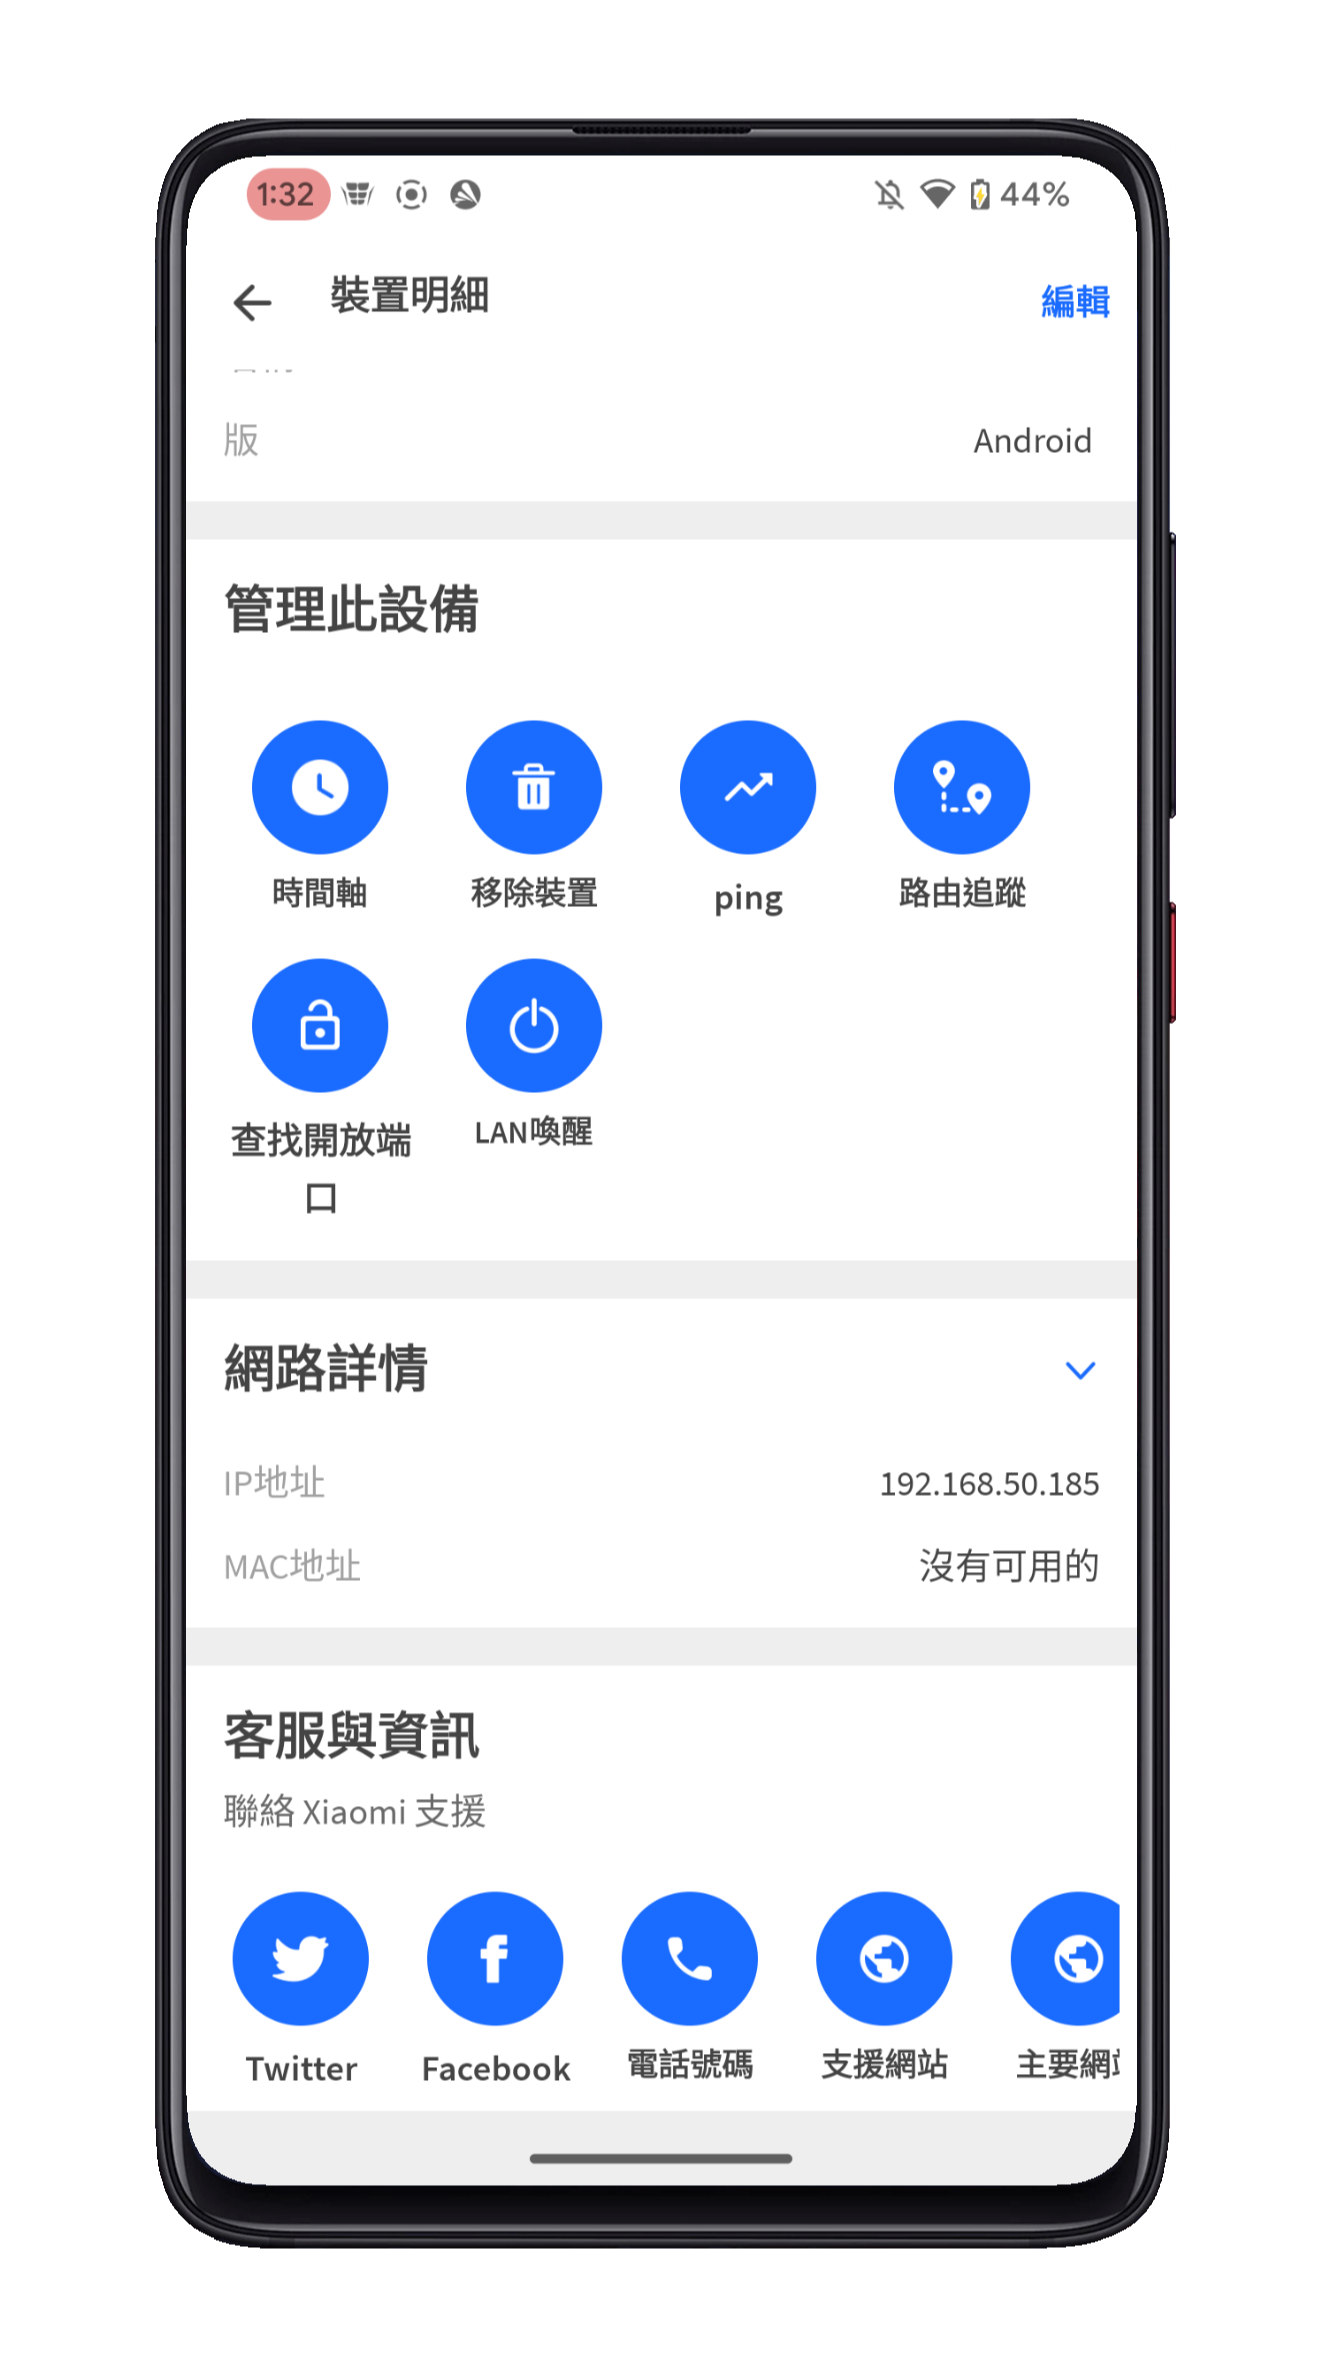 1:32
44%
裝置明細
編輯
版
Android
管理此設備
時間軸
移除裝置
ping
路由追蹤
查找開放端
口
LAN喚醒
網路詳情
IP地址
192.168.50.185
MAC地址
沒有可用的
客服與資訊
聯絡 Xiaomi 支援
Twitter
Facebook
電話號碼
支援網站
主要網